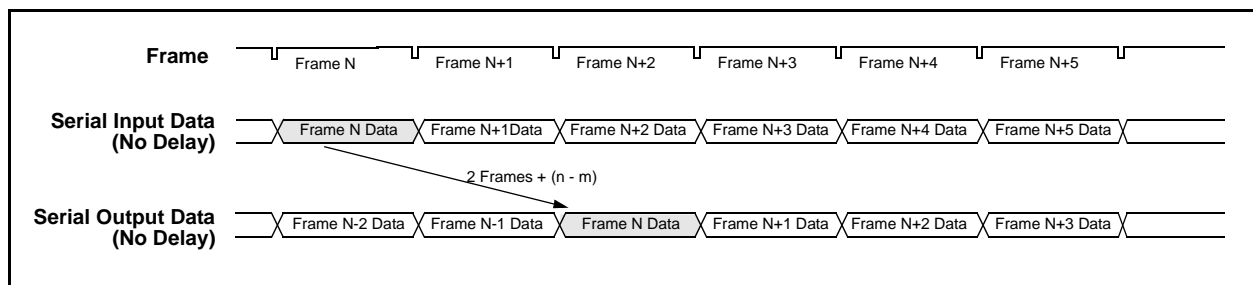 Frame
Frame N
Frame N+1
Frame N+2
Frame N+3
Frame N+4
Frame N+5
Serial Input Data
(No Delay)
Frame N Data
Frame N+1Data
Frame N+2 Data
Frame N+3 Data
Frame N+4 Data
Frame N+5 Data
2 Frames + (n - m)
Serial Output Data
(No Delay)
Frame N-2 Data
Frame N-1 Data
Frame N Data
Frame N+1 Data
Frame N+2 Data
Frame N+3 Data